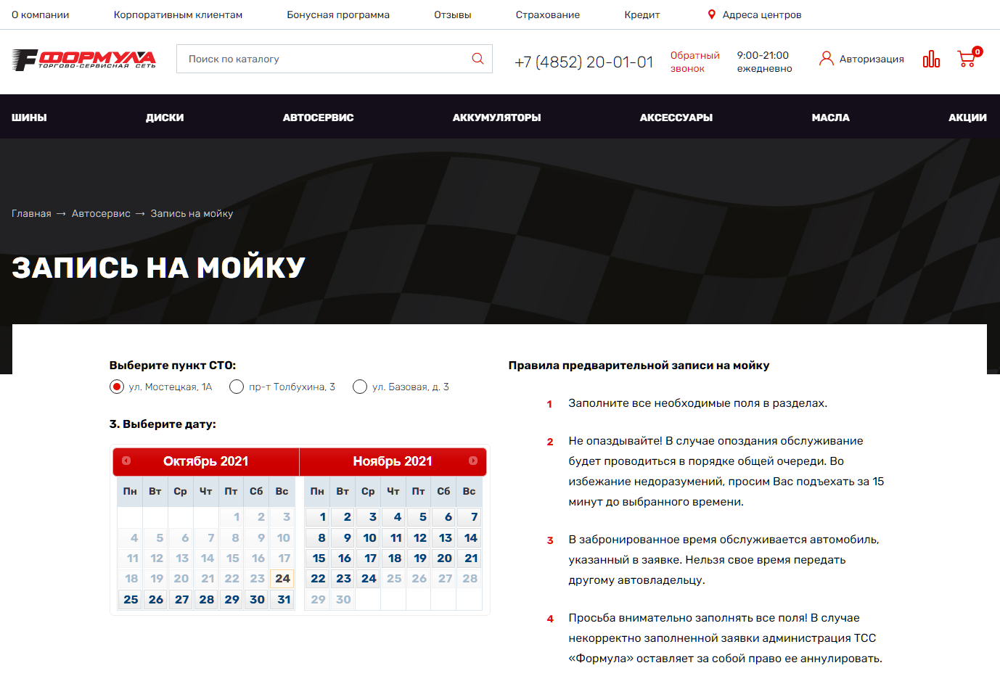 О компании Корпоративным клиентам Бонусная программа Отзывы Страхование Кредит Адреса центров
F ФОРМУЛА
ТОРГОВО-СЕРВИСНАЯ СЕТЬ
Поиск по каталогу
+7 (4852) 20-01-01
Обратный
звонок
9:00-21:00
ежедневно
Авторизация
0
ШИНЫ ДИСКИ АВТОСЕРВИС АККУМУЛЯТОРЫ АКСЕССУАРЫ МАСЛА АКЦИИ
Главная → Автосервис → Запись на мойку
ЗАПИСЬ НА МОЙКУ
Выберите пункт СТО:
ул. Мостецкая, 1А пр-т Толбухина, 3 ул. Базовая, д. 3
3. Выберите дату:
Октябрь 2021
Пн Вт Ср Чт Пт Сб Вс
1 2 3
4 5 6 7 8 9 10
11 12 13 14 15 16 17
18 19 20 21 22 23 24
25 26 27 28 29 30 31
Ноябрь 2021
Пн Вт Ср Чт Пт Сб Вс
1 2 3 4 5 6 7
8 9 10 11 12 13 14
15 16 17 18 19 20 21
22 23 24 25 26 27 28
29 30
Правила предварительной записи на мойку
1 Заполните все необходимые поля в разделах.
2 Не опаздывайте! В случае опоздания обслуживание
будет проводиться в порядке общей очереди. Во
избежание недоразумений, просим Вас подъехать за 15
минут до выбранного времени.
3 В забронированное время обслуживается автомобиль,
указанный в заявке. Нельзя свое время передать
другому автовладельцу.
4 Просьба внимательно заполнять все поля! В случае
некорректно заполненной заявки администрация ТСС
«Формула» оставляет за собой право ее аннулировать.